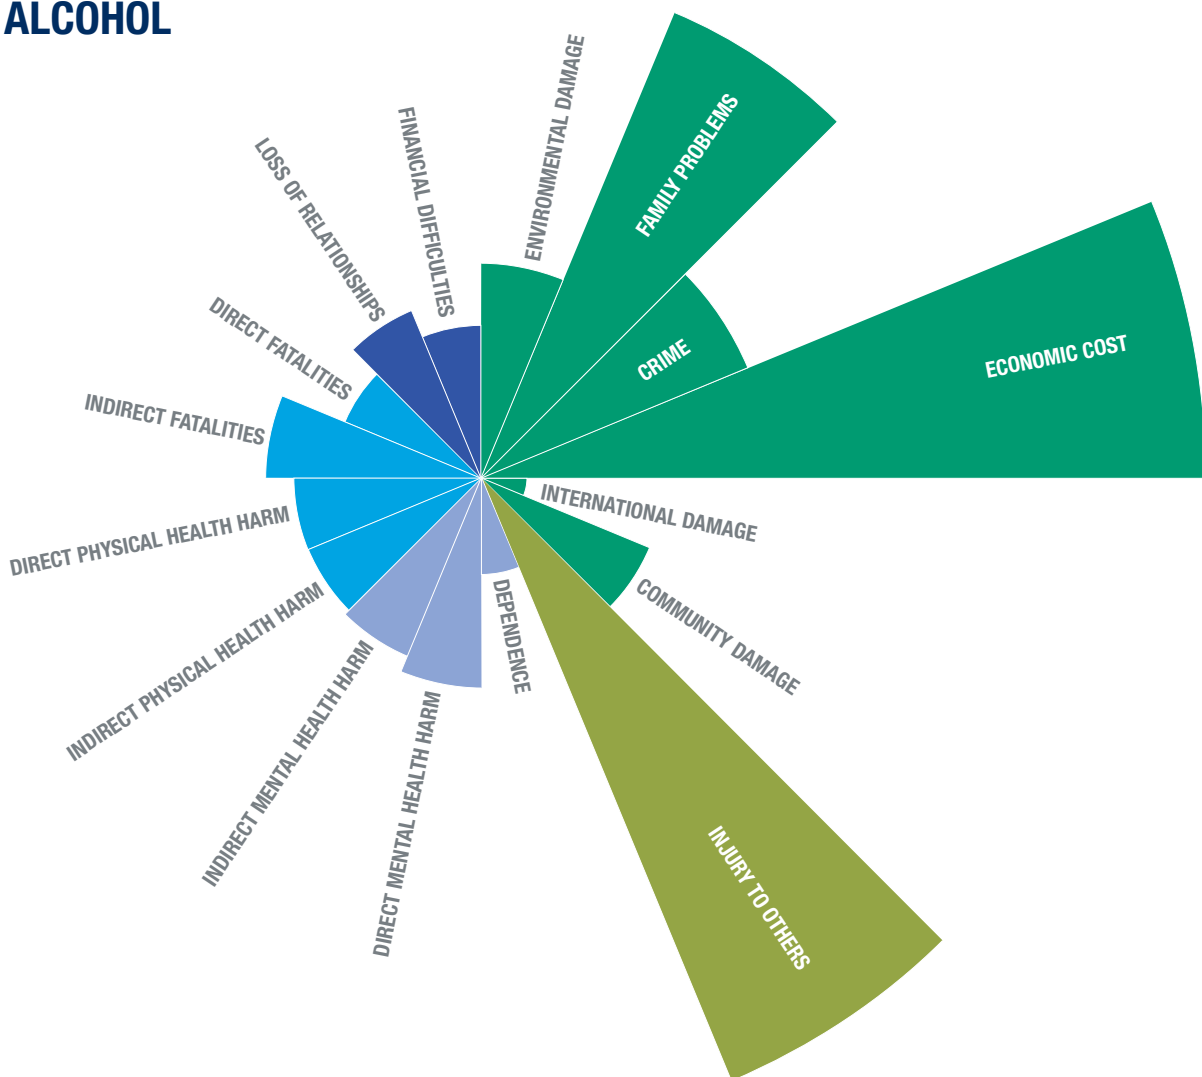 ALCOHOL
ENVIRONMENTAL DAMAGE
FAMILY PROBLEMS
CRIME
ECONOMIC COST
INTERNATIONAL DAMAGE
COMMUNITY DAMAGE
INJURY TO OTHERS
DEPENDENCE
DIRECT MENTAL HEALTH HARM
INDIRECT MENTAL HEALTH HARM
INDIRECT PHYSICAL HEALTH HARM
DIRECT PHYSICAL HEALTH HARM
INDIRECT FATALITIES
DIRECT FATALITIES
LOSS OF RELATIONSHIPS
FINANCIAL DIFFICULTIES